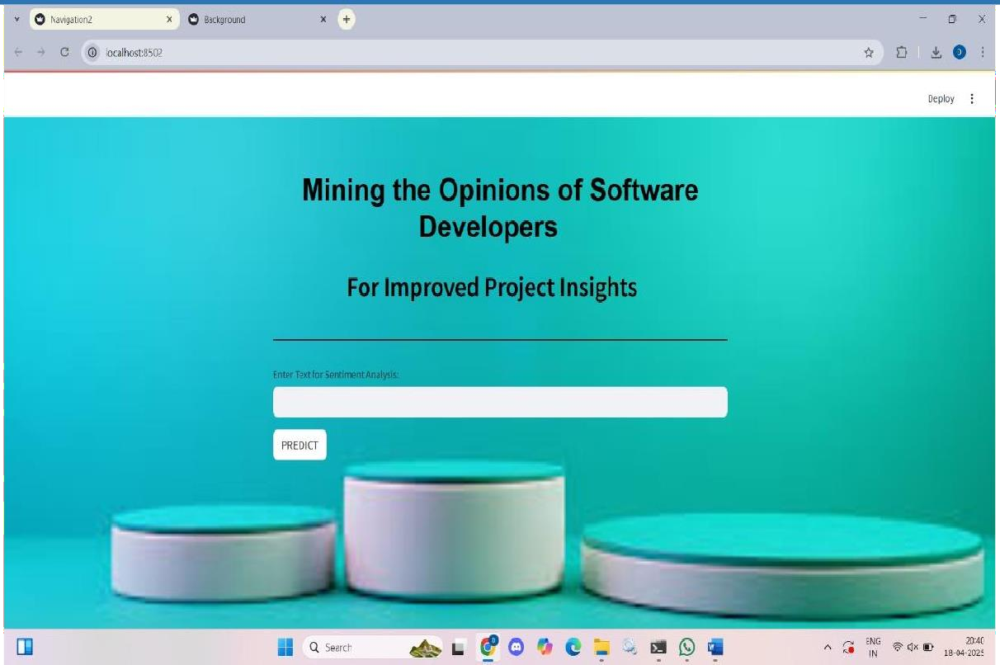 Navigation2
Background
localhost:8502
Deploy
Mining the Opinions of Software
Developers
For Improved Project Insights
Enter Text for Sentiment Analysis:
PREDICT
Search
ENG
IN
20:40
18-04-2025